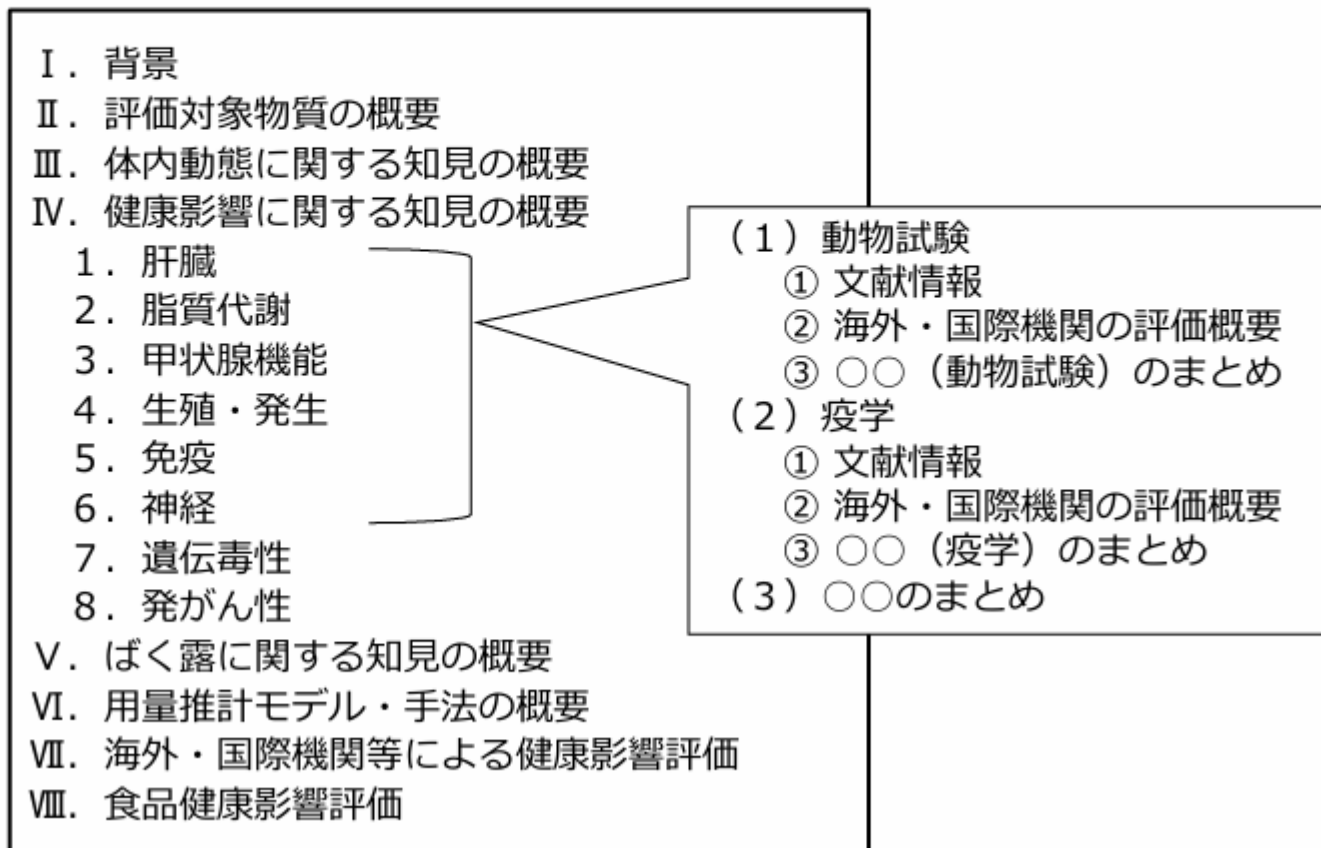 Ⅰ．背景
Ⅱ．評価対象物質の概要
Ⅲ．体内動態に関する知見の概要
Ⅳ．健康影響に関する知見の概要
１．肝臓
２．脂質代謝
３．甲状腺機能
４．生殖・発生
５．免疫
６．神経
７．遺伝毒性
８．発がん性
Ⅴ．ばく露に関する知見の概要
Ⅵ．用量推計モデル・手法の概要
Ⅶ．海外・国際機関等による健康影響評価
Ⅷ．食品健康影響評価
（１）動物試験
① 文献情報
② 海外・国際機関の評価概要
③ ○○（動物試験）のまとめ
（２）疫学
① 文献情報
② 海外・国際機関の評価概要
③ ○○（疫学）のまとめ
（３）○○のまとめ